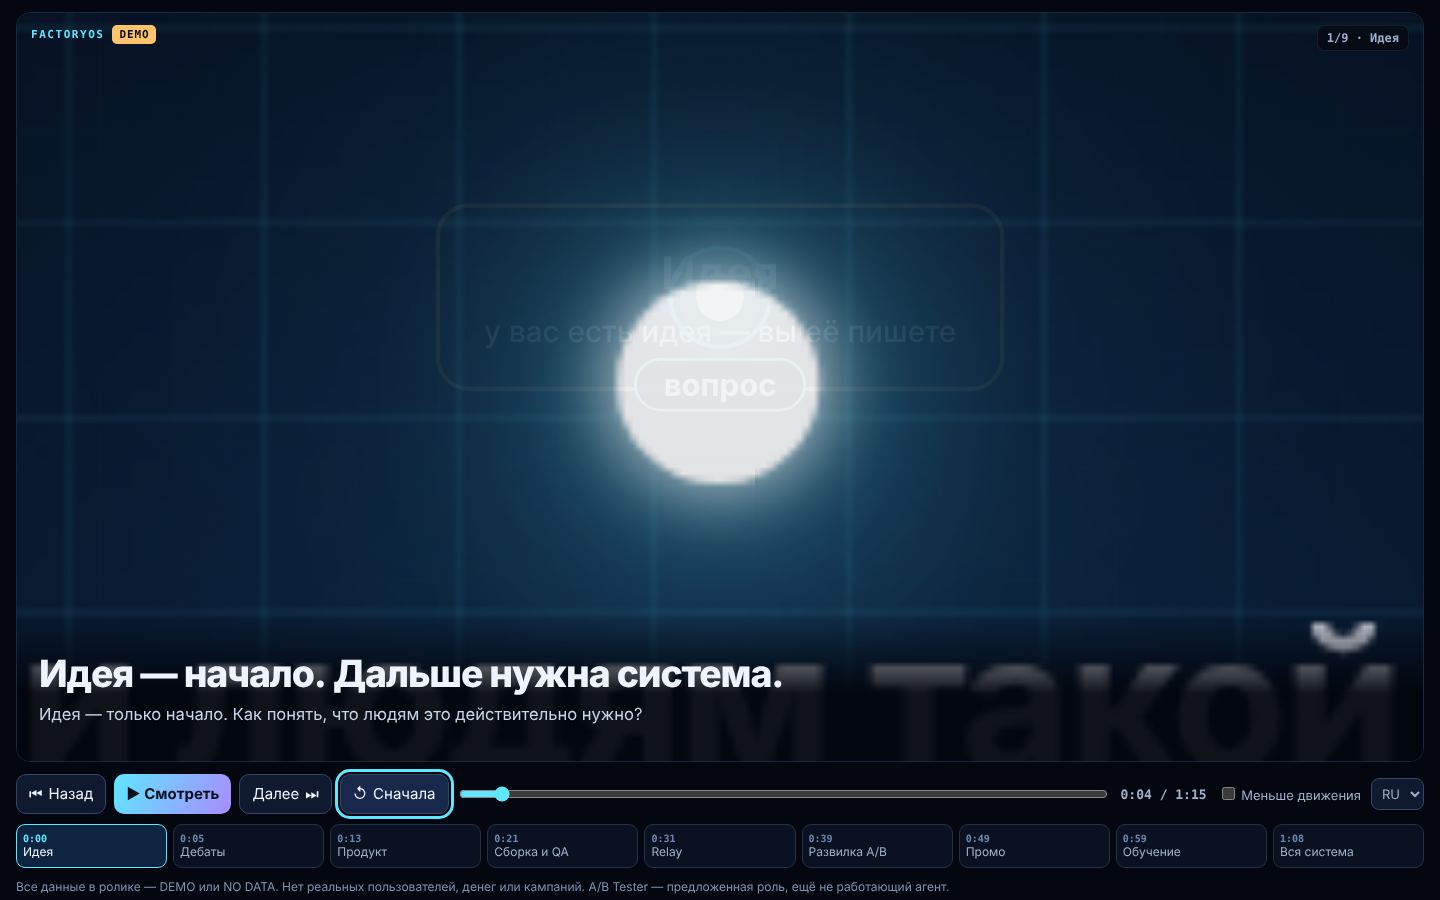 FACTORYOS DEMO
1/9 · Идея
Идея
у вас есть идея — вы её пишете
вопрос
людям такой
Идея — начало. Дальше нужна система.
Идея — только начало. Как понять, что людям это действительно нужно?
⏮ Назад
▶ Смотреть
Далее ⏭
↺ Сначала
0:04 / 1:15
Меньше движения
RU
0:00
Идея
0:05
Дебаты
0:13
Продукт
0:21
Сборка и QA
0:31
Relay
0:39
Развилка A/B
0:49
Промо
0:59
Обучение
1:08
Вся система
Все данные в ролике — DEMO или NO DATA. Нет реальных пользователей, денег или кампаний. A/B Tester — предложенная роль, ещё не работающий агент.